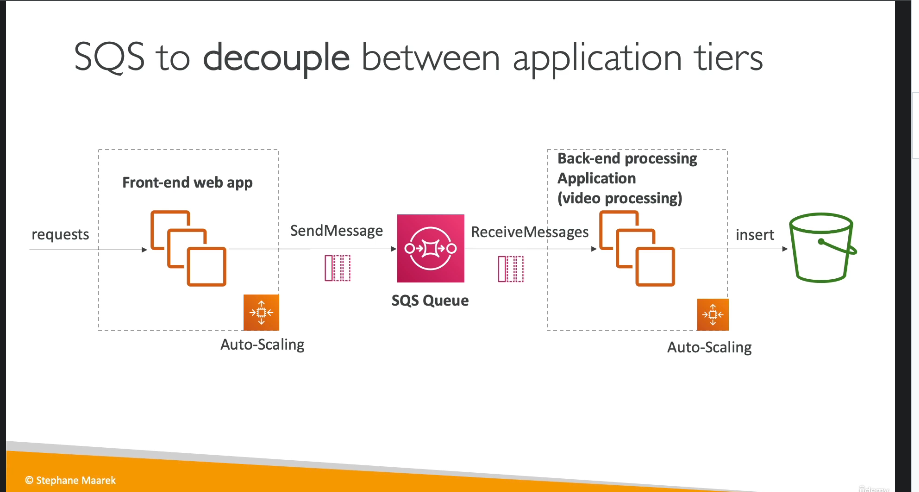 SQS to decouple between application tiers
Front-end web app
Back-end processing
Application
(video processing)
requests
SendMessage
ReceiveMessages
insert
SQS Queue
Auto-Scaling
Auto-Scaling
© Stephane Maarek